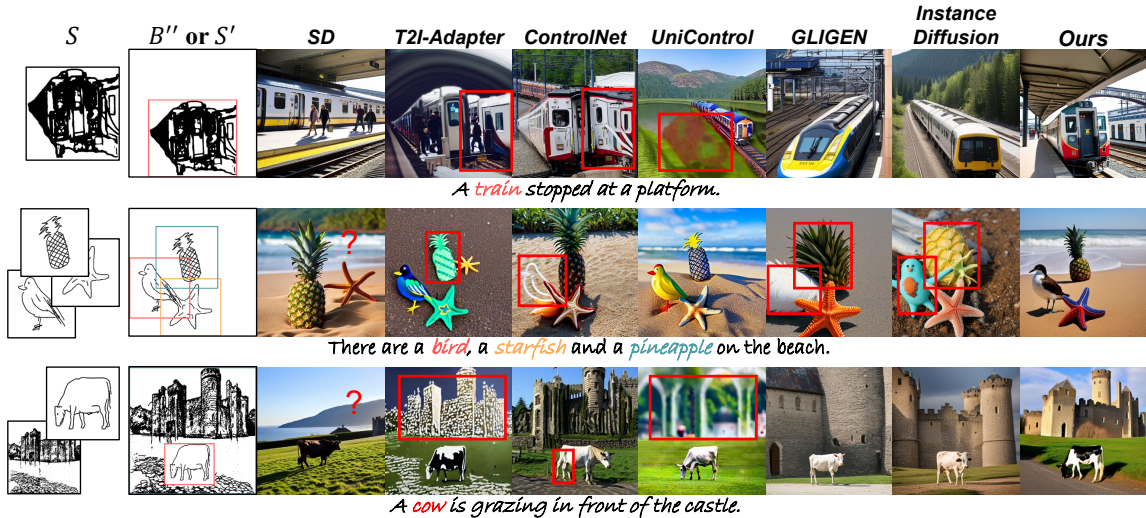 S
B′′ or S′
SD
T2I-Adapter
ControlNet
UniControl
GLIGEN
Instance
Diffusion
Ours
A train stopped at a platform.
?
There are a bird, a starfish and a pineapple on the beach.
?
A cow is grazing in front of the castle.